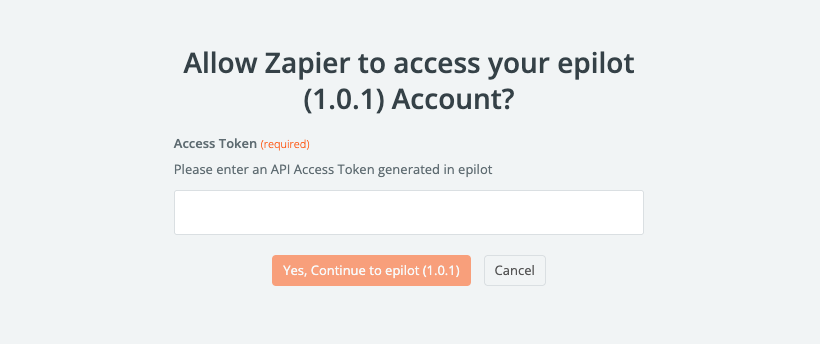 Allow Zapier to access your epilot
(1.0.1) Account?
Access Token (required)
Please enter an API Access Token generated in epilot
Yes, Continue to epilot (1.0.1)
Cancel